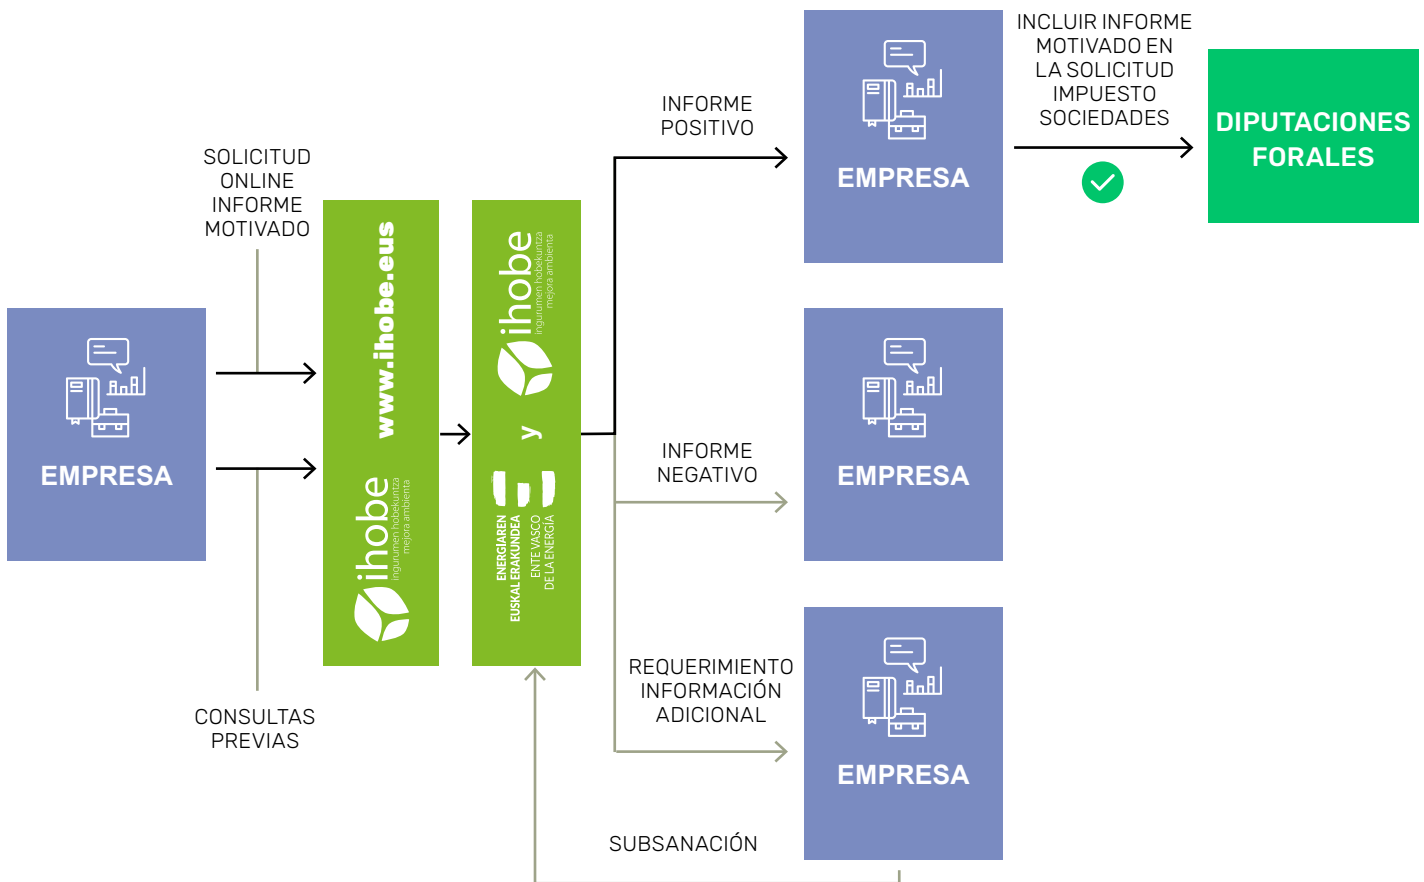 SOLICITUD
ONLINE
INFORME
MOTIVADO
EMPRESA
CONSULTAS
PREVIAS
www.ihobe.eus
ihobe
ingurumen hobekuntza
mejora ambienta
ihobe
ingurumen hobekuntza
mejora ambienta
y
ENERGÍAREN
EUSKAL ERAKUNDEA
ENTE VASCO
DE LA ENERGÍA
INFORME
POSITIVO
EMPRESA
INCLUIR INFORME
MOTIVADO EN
LA SOLICITUD
IMPUESTO
SOCIEDADES
DIPUTACIONES
FORALES
INFORME
NEGATIVO
EMPRESA
REQUERIMIENTO
INFORMACIÓN
ADICIONAL
EMPRESA
SUBSANACIÓN